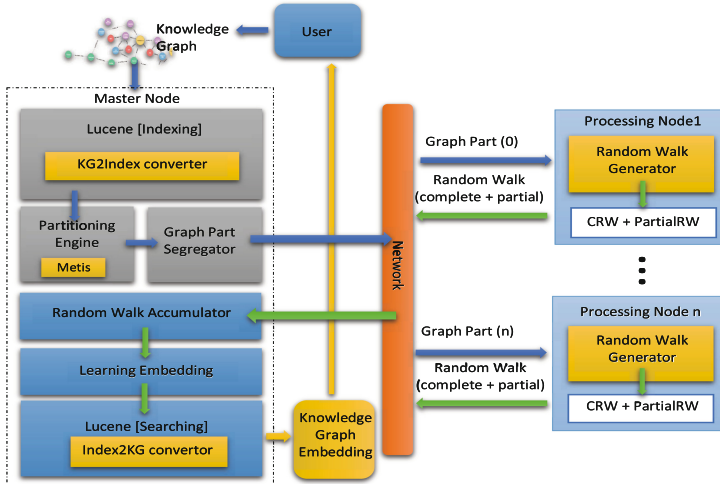 Knowledge
Graph
User
Master Node
Lucene [Indexing]
KG2Index converter
Partitioning
Engine
Metis
Graph Part
Segregator
Random Walk Accumulator
Learning Embedding
Lucene [Searching]
Index2KG convertor
Knowledge
Graph
Embedding
Network
Graph Part (0)
Random Walk
(complete + partial)
Graph Part (n)
Random Walk
(complete + partial)
Processing Node1
Random Walk
Generator
CRW + PartialRW
Processing Node n
Random Walk
Generator
CRW + PartialRW